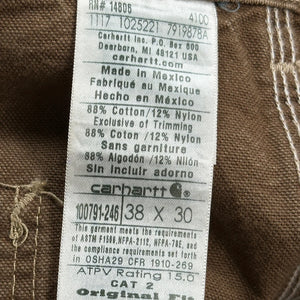 RN# 14806
4100
1117 1025221 7919878A
Carhartt Inc. P.O. Box 600
Dearborn, MI 48121 USA
carhartt.com
Made in Mexico
Fabriqué au Mexique
Hecho en México
88% Cotton/12% Nylon
Exclusive of Trimming
88% Coton/12% Nylon
Sans garniture
88% Algodón /12% Nilón
Sin incluir adorno
carhartt
100791-246 38 X 30
This garment meets the requirements
of ASTM F1506, NFPA-2112, NFPA-70E, and
the compliance requirements set forth
in OSHA29 CFR 1910-269
ATPV Rating 15.0
CAT 2
Original Fit